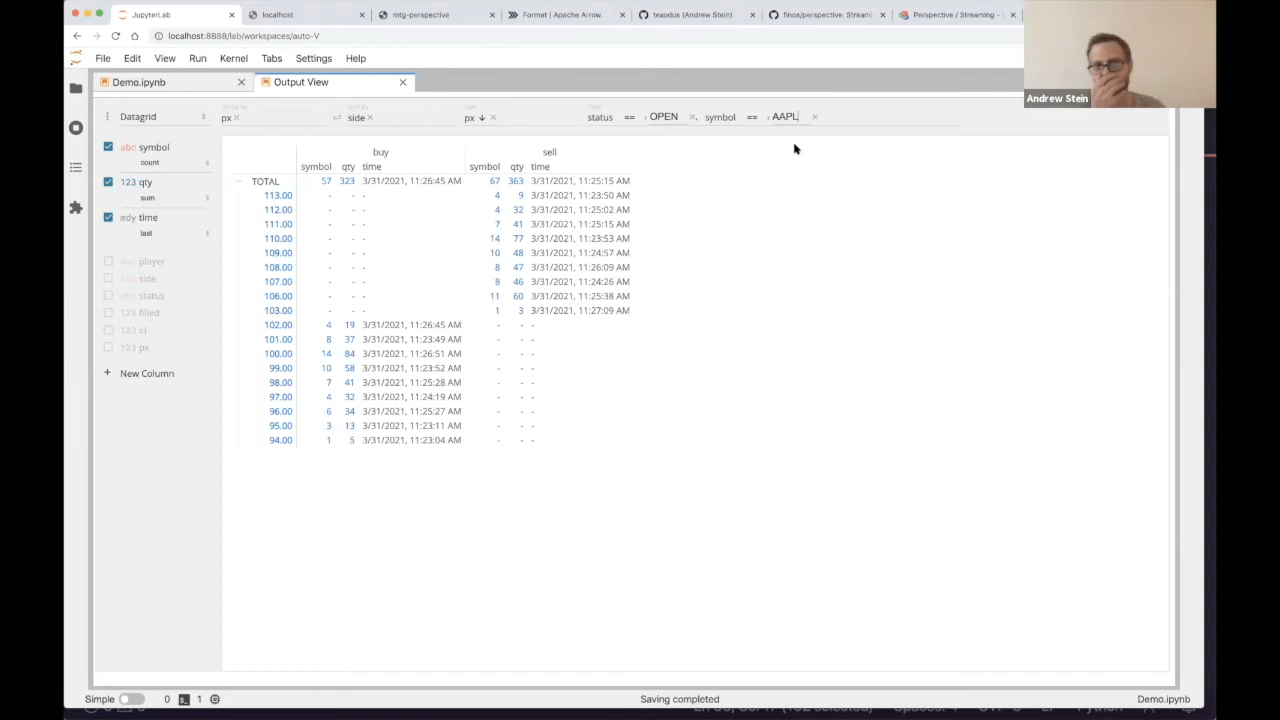 JupyterLab
localhost
mtg-perspective
Format | Apache Arrow
texodus (Andrew Stein)
finos/perspective: Streami
Perspective / Streaming -
localhost:8888/lab/workspaces/auto-V
File Edit View Run Kernel Tabs Settings Help
Andrew Stein
Demo.ipynb
Output View
Datagrid
px
side
px
status == OPEN
symbol == AAPL
abc symbol
count
123 qty
sum
mdy time
last
abc player
abc side
abc status
123 filled
123 id
123 px
+ New Column
buy sell
symbol qty time symbol qty time
– TOTAL 57 323 3/31/2021, 11:26:45 AM 67 363 3/31/2021, 11:25:15 AM
113.00 - - - 4 9 3/31/2021, 11:23:50 AM
112.00 - - - 4 32 3/31/2021, 11:25:02 AM
111.00 - - - 7 41 3/31/2021, 11:25:15 AM
110.00 - - - 14 77 3/31/2021, 11:23:53 AM
109.00 - - - 10 48 3/31/2021, 11:24:57 AM
108.00 - - - 8 47 3/31/2021, 11:26:09 AM
107.00 - - - 8 46 3/31/2021, 11:24:26 AM
106.00 - - - 11 60 3/31/2021, 11:25:38 AM
103.00 - - - 1 3 3/31/2021, 11:27:09 AM
102.00 4 19 3/31/2021, 11:26:45 AM - - -
101.00 8 37 3/31/2021, 11:23:49 AM - - -
100.00 14 84 3/31/2021, 11:26:51 AM - - -
99.00 10 58 3/31/2021, 11:23:52 AM - - -
98.00 7 41 3/31/2021, 11:25:28 AM - - -
97.00 4 32 3/31/2021, 11:24:19 AM - - -
96.00 6 34 3/31/2021, 11:25:27 AM - - -
95.00 3 13 3/31/2021, 11:23:11 AM - - -
94.00 1 5 3/31/2021, 11:23:04 AM - - -
Simple 0 1 Saving completed Demo.ipynb